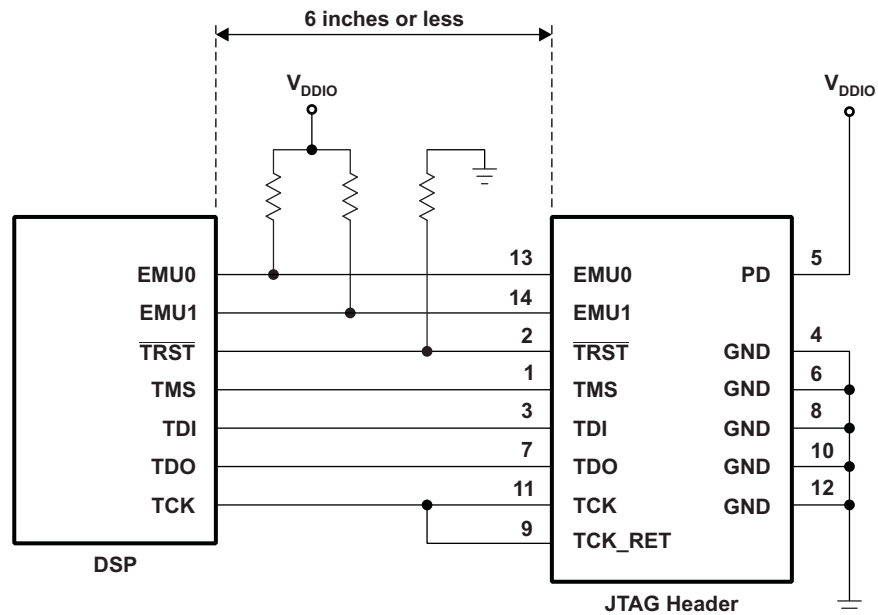 6 inches or less
VDDIO
VDDIO
13
5
EMU0
EMU0
PD
14
EMU1
EMU1
2
4
TRST
TRST
GND
1
6
TMS
TMS
GND
3
8
TDI
TDI
GND
7
10
TDO
TDO
GND
11
12
TCK
TCK
GND
9
TCK_RET
DSP
JTAG Header